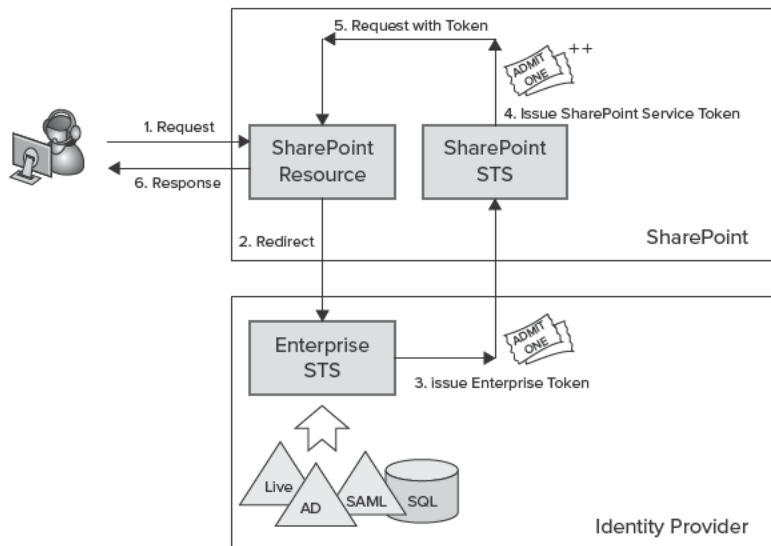 5. Request with Token
ADMIT
ONE
++
4. Issue SharePoint Service Token
1. Request
SharePoint
Resource
SharePoint
STS
6. Response
2. Redirect
SharePoint
Enterprise
STS
ADMIT
ONE
3. issue Enterprise Token
Live
AD
SAML
SQL
Identity Provider